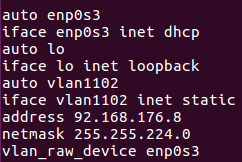 auto enp0s3
iface enp0s3 inet dhcp
auto lo
iface lo inet loopback
auto vlan1102
iface vlan1102 inet static
address 92.168.176.8
netmask 255.255.224.0
vlan_raw_device enp0s3